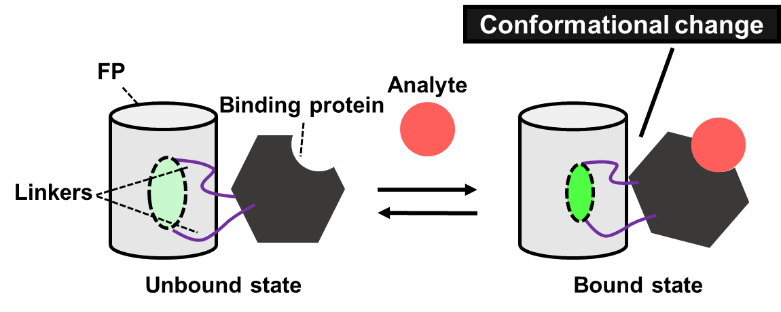 Conformational change
FP
Analyte
Binding protein
Linkers
Unbound state
Bound state